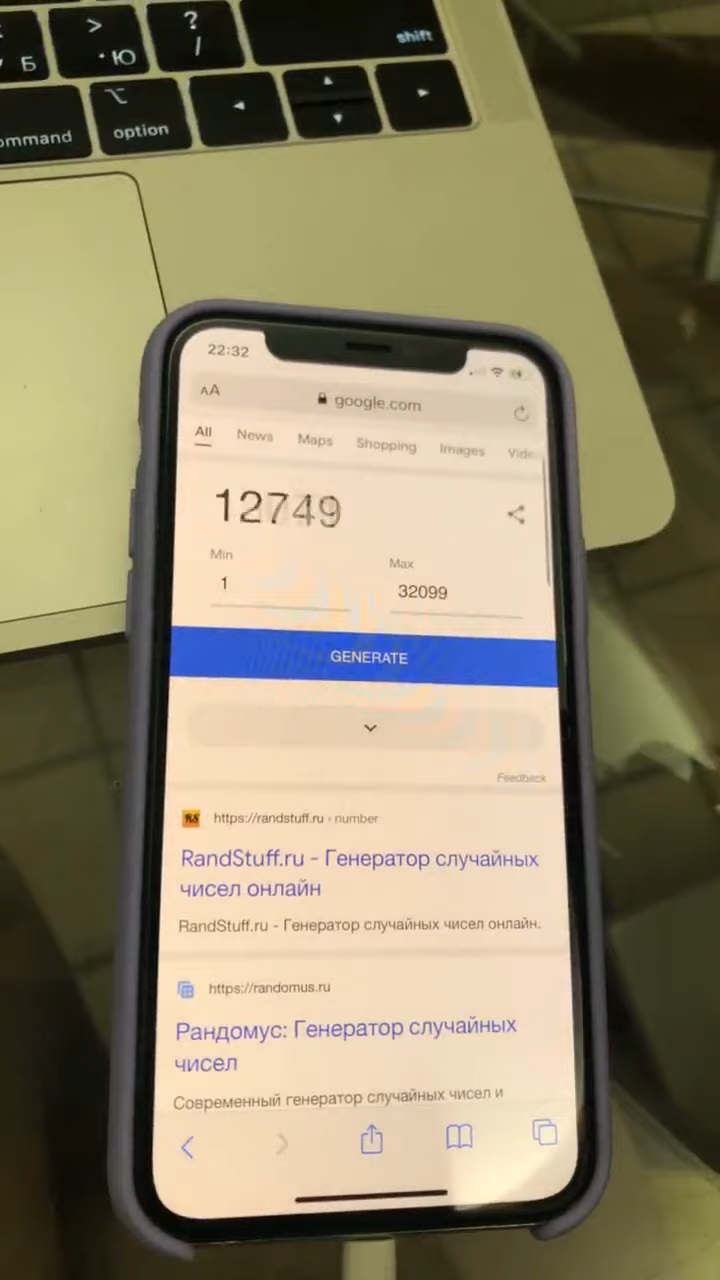 >
?
shift
Б
. Ю
/
option
22:32
AA
google.com
All News Maps Shopping Images
12749
Min
Max
1
32099
GENERATE
Feedback
RS
https://randstuff.ru › number
RandStuff.ru - Генератор случайных
чисел онлайн
RandStuff.ru - Генератор случайных чисел онлайн.
https://randomus.ru
Рандомус: Генератор случайных
чисел
Современный генератор случайных чисел и